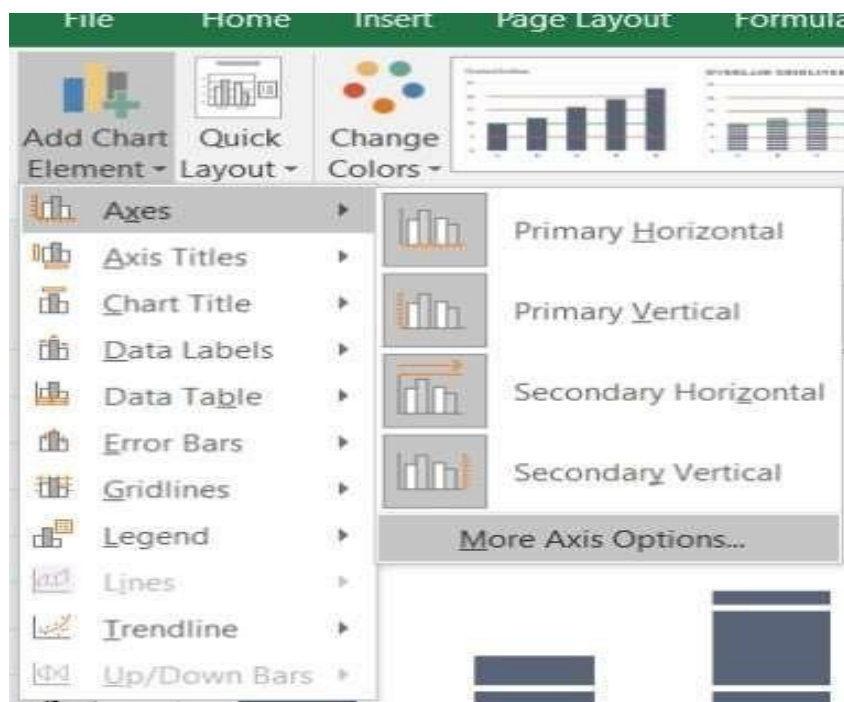 File Home Insert Page Layout Formula
Add Chart Element
Quick Layout
Change Colors
Axes
Axis Titles
Chart Title
Data Labels
Data Table
Error Bars
Gridlines
Legend
Lines
Trendline
Up/Down Bars
Primary Horizontal
Primary Vertical
Secondary Horizontal
Secondary Vertical
More Axis Options...